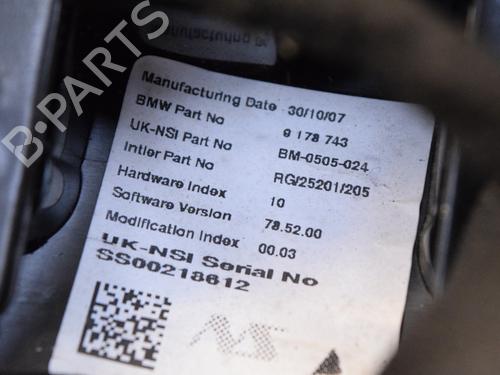 B-PARTS
Manufacturing Date 30/10/07
BMW Part No 9 178 743
UK-NSI Part No BM-0505-024
Intier Part No RG/25201/205
Hardware Index 10
Software Version 78.52.00
Modification Index 00.03
UK-NSI Serial No
SS00218612